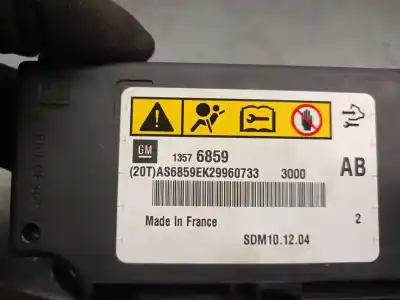 GM
1357 6859
(20T)AS6859EK29960733 3000
AB
Made In France
2
SDM10.12.04